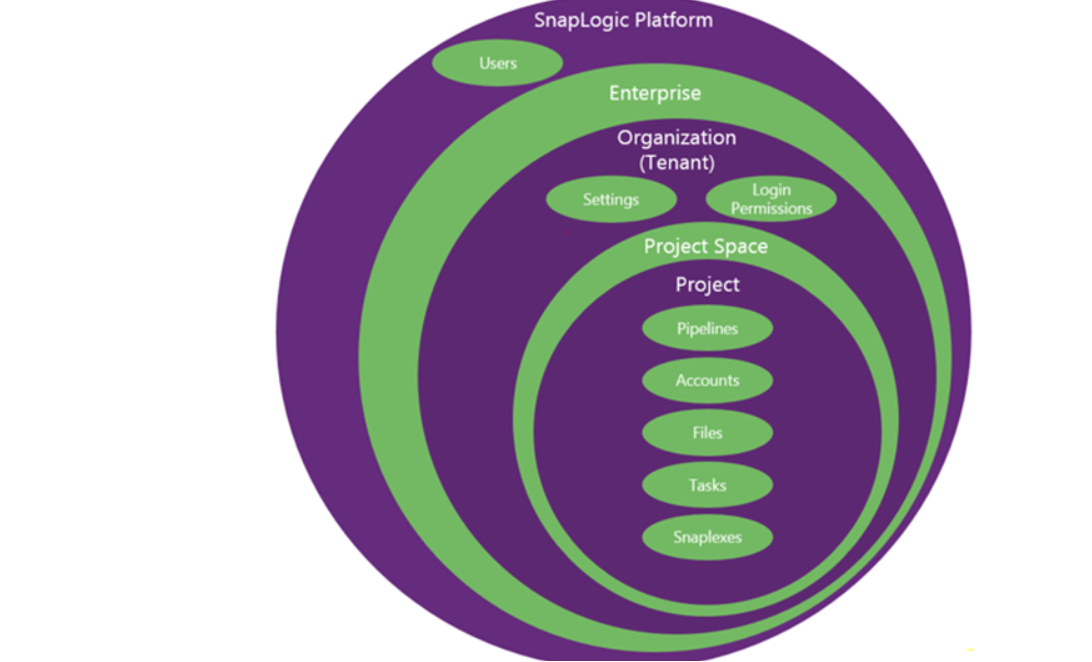 SnapLogic Platform
Users
Enterprise
Organization
(Tenant)
Settings
Login
Permissions
Project Space
Project
Pipelines
Accounts
Files
Tasks
Snaplexes